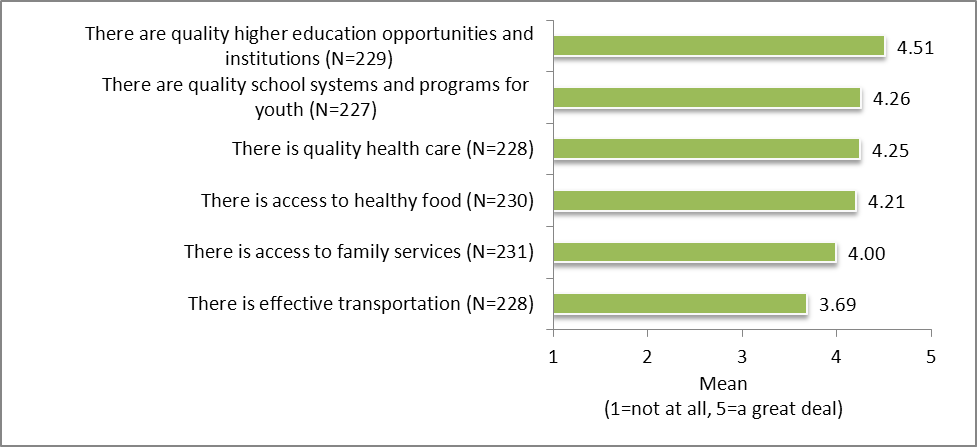 There are quality higher education opportunities and
institutions (N=229)
4.51
There are quality school systems and programs for
youth (N=227)
4.26
There is quality health care (N=228)
4.25
There is access to healthy food (N=230)
4.21
There is access to family services (N=231)
4.00
There is effective transportation (N=228)
3.69
1 2 3 4 5
Mean
(1=not at all, 5=a great deal)